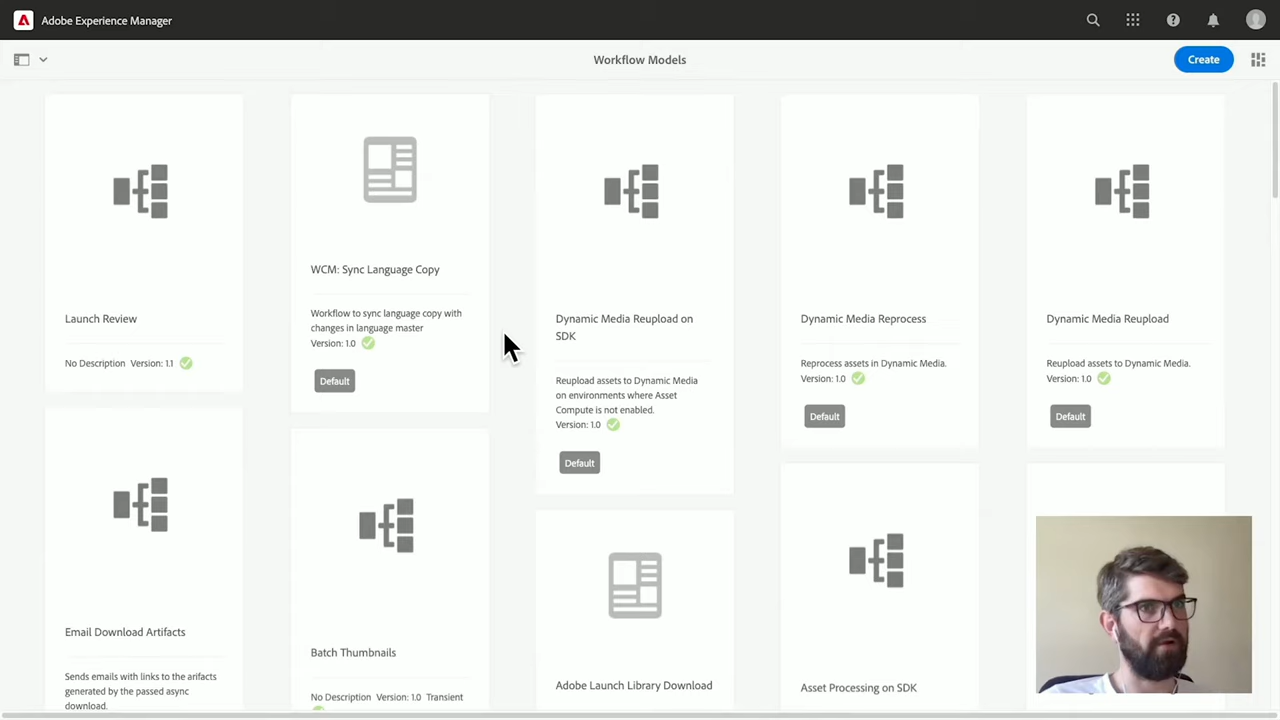 Adobe Experience Manager
Workflow Models
Create
Launch Review
No Description Version: 1.1
WCM: Sync Language Copy
Workflow to sync language copy with
changes in language master
Version: 1.0
Default
Dynamic Media Reupload on
SDK
Reupload assets to Dynamic Media
on environments where Asset
Compute is not enabled.
Version: 1.0
Default
Dynamic Media Reprocess
Reprocess assets in Dynamic Media.
Version: 1.0
Default
Dynamic Media Reupload
Reupload assets to Dynamic Media.
Version: 1.0
Default
Email Download Artifacts
Sends emails with links to the arifacts
generated by the passed async
download.
Batch Thumbnails
No Description Version: 1.0 Transient
Adobe Launch Library Download
Asset Processing on SDK